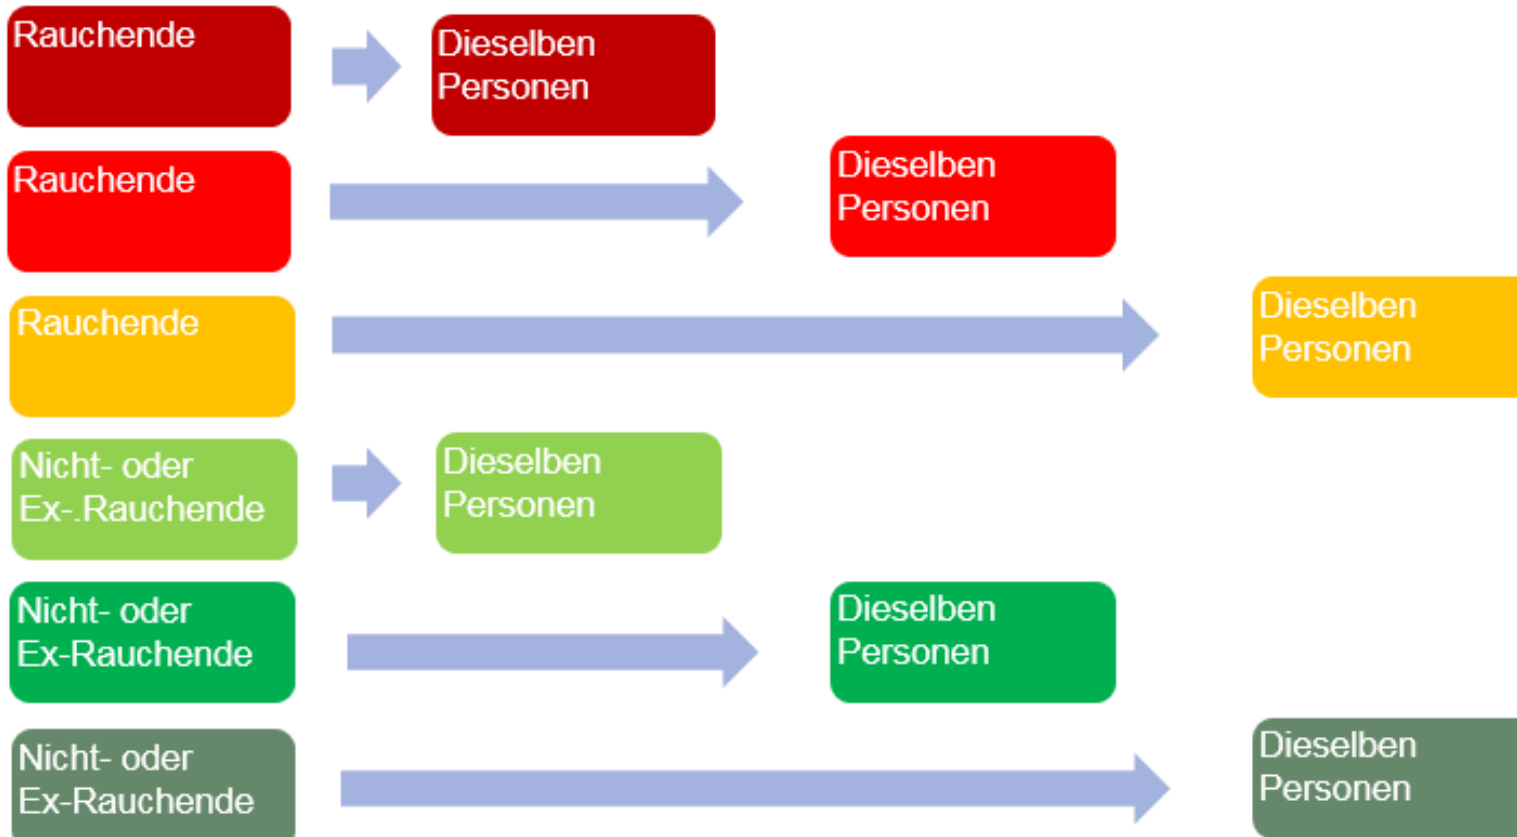 Rauchende
Dieselben
Personen
Rauchende
Dieselben
Personen
Rauchende
Dieselben
Personen
Nicht- oder
Ex-.Rauchende
Dieselben
Personen
Nicht- oder
Ex-Rauchende
Dieselben
Personen
Nicht- oder
Ex-Rauchende
Dieselben
Personen